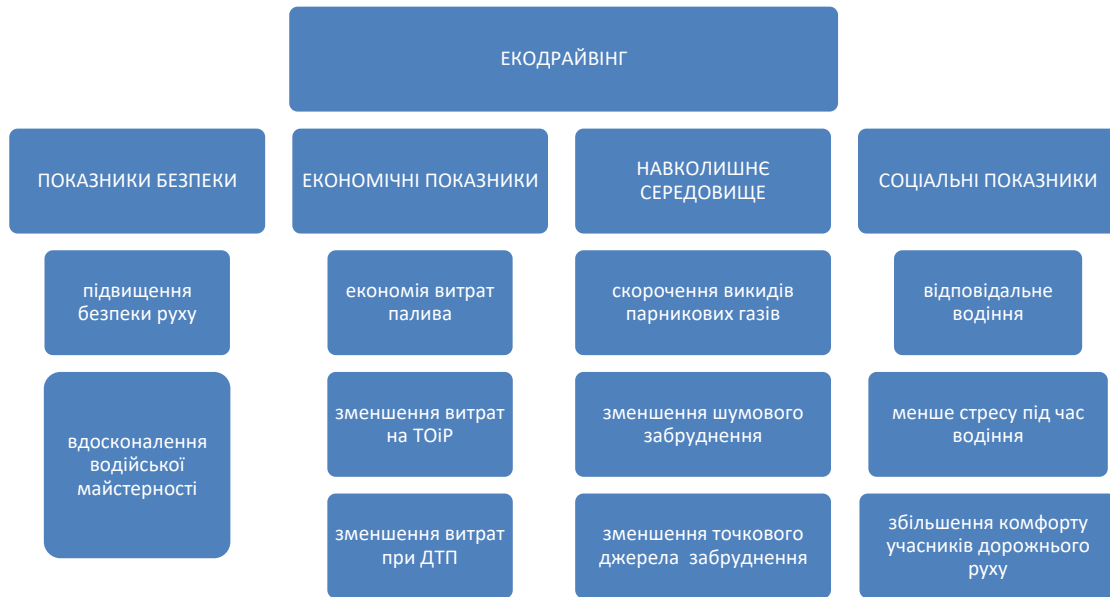 ЕКОДРАЙВІНГ
ПОКАЗНИКИ БЕЗПЕКИ
ЕКОНОМІЧНІ ПОКАЗНИКИ
НАВКОЛИШНЄ
СЕРЕДОВИЩЕ
СОЦІАЛЬНІ ПОКАЗНИКИ
підвищення
безпеки руху
економія витрат
палива
скорочення викидів
парникових газів
відповідальне
водіння
вдосконалення
водійської
майстерності
зменшення витрат
на ТОіР
зменшення шумового
забруднення
менше стресу під час
водіння
зменшення витрат
при ДТП
зменшення точкового
джерела забруднення
збільшення комфорту
учасників дорожнього
руху